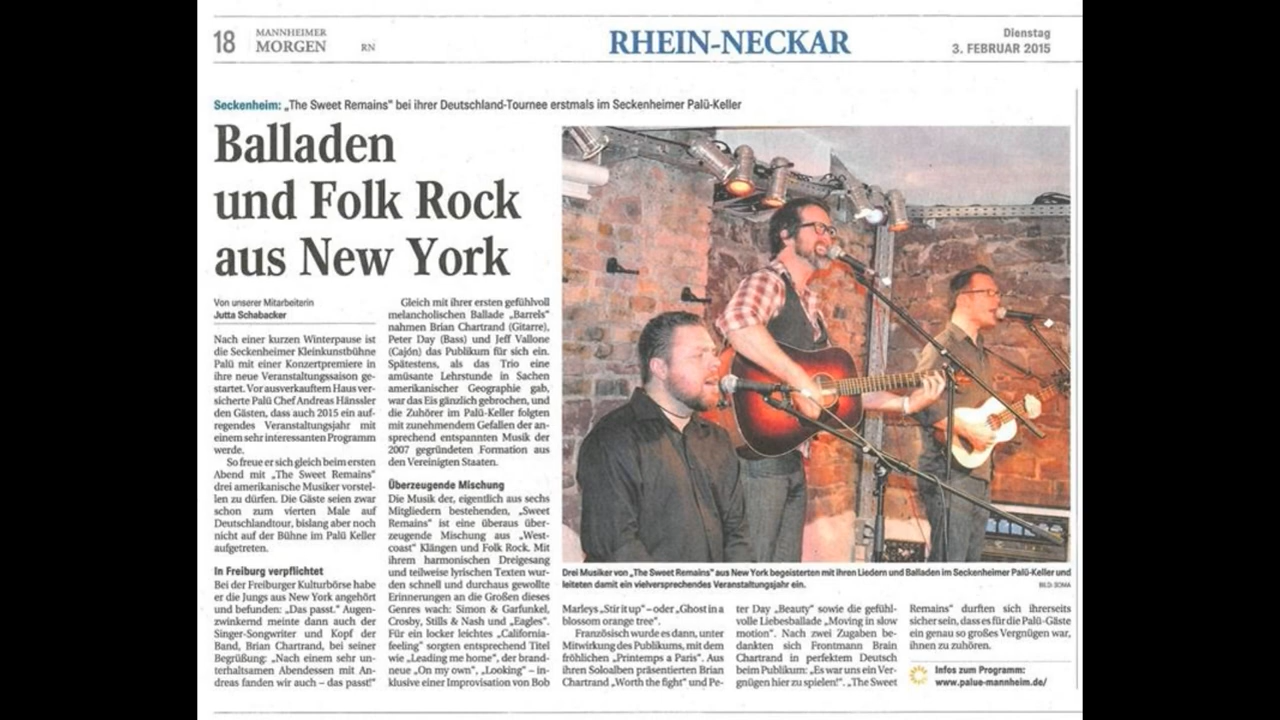 18
MANNHEIMER
MORGEN
RN
RHEIN-NECKAR
Dienstag
3. FEBRUAR 2015
Seckenheim: „The Sweet Remains" bei ihrer Deutschland-Tournee erstmals im Seckenheimer Palü-Keller
Balladen
und Folk Rock
aus New York
Von unserer Mitarbeiterin
Jutta Schabacker
Nach einer kurzen Winterpause ist
die Seckenheimer Kleinkunstbühne
Palü mit einer Konzertpremiere in
ihre neue Veranstaltungssaison ge-
startet. Vor ausverkauftem Haus ver-
sicherte Palü Chef Andreas Hänssler
den Gästen, dass auch 2015 ein auf-
regendes Veranstaltungsjahr mit
einem sehr interessanten Programm
werde.
So freue er sich gleich beim ersten
Abend mit „The Sweet Remains"
drei amerikanische Musiker vorstel-
len zu dürfen. Die Gäste seien zwar
schon zum vierten Male auf
Deutschlandtour, bislang aber noch
nicht auf der Bühne im Palü Keller
aufgetreten.
In Freiburg verpflichtet
Bei der Freiburger Kulturbörse habe
er die Jungs aus New York angehört
und befunden: „Das passt." Augen-
zwinkernd meinte dann auch der
Singer-Songwriter und Kopf der
Band, Brian Chartrand, bei seiner
Begrüßung: „Nach einem sehr un-
terhaltsamen Abendessen mit An-
dreas fanden wir auch – das passt!"
Gleich mit ihrer ersten gefühlvoll
melancholischen Ballade „Barrels"
nahmen Brian Chartrand (Gitarre),
Peter Day (Bass) und Jeff Vallone
(Cajón) das Publikum für sich ein.
Spätestens, als das Trio eine
amüsante Lehrstunde in Sachen
amerikanischer Geographie gab,
war das Eis gänzlich gebrochen, und
die Zuhörer im Palü-Keller folgten
mit zunehmendem Gefallen der an-
sprechend entspannten Musik der
2007 gegründeten Formation aus
den Vereinigten Staaten.
Überzeugende Mischung
Die Musik der, eigentlich aus sechs
Mitgliedern bestehenden, „Sweet
Remains" ist eine überaus über-
zeugende Mischung aus „West-
coast" Klängen und Folk Rock. Mit
ihrem harmonischen Dreigesang
und teilweise lyrischen Texten wur-
den schnell und durchaus gewollte
Erinnerungen an die Großen dieses
Genres wach: Simon & Garfunkel,
Crosby, Stills & Nash und „Eagles".
Für ein locker leichtes „California-
feeling" sorgten entsprechend Titel
wie „Leading me home", der brand-
neue „On my own", „Looking" – in-
klusive einer Improvisation von Bob
Drei Musiker von „The Sweet Remains" aus New York begeisterten mit ihren Liedern und Balladen im Seckenheimer Palü-Keller und
leiteten damit ein vielversprechendes Veranstaltungsjahr ein.
BILD: SOMA
Marleys „Stir it up" – oder „Ghost in a
blossom orange tree".
Französisch wurde es dann, unter
Mitwirkung des Publikums, mit dem
fröhlichen „Printemps a Paris". Aus
ihren Soloalben präsentierten Brian
Chartrand „Worth the fight" und Pe-
ter Day „Beauty" sowie die gefühl-
volle Liebesballade „Moving in slow
motion". Nach zwei Zugaben be-
dankten sich Frontmann Brain
Chartrand in perfektem Deutsch
beim Publikum: „Es war uns ein Ver-
gnügen hier zu spielen!". „The Sweet
Remains" durften sich ihrerseits
sicher sein, dass es für die Palü-Gäste
ein genau so großes Vergnügen war,
ihnen zu zuhören.
Infos zum Programm:
www.palue-mannheim.de/